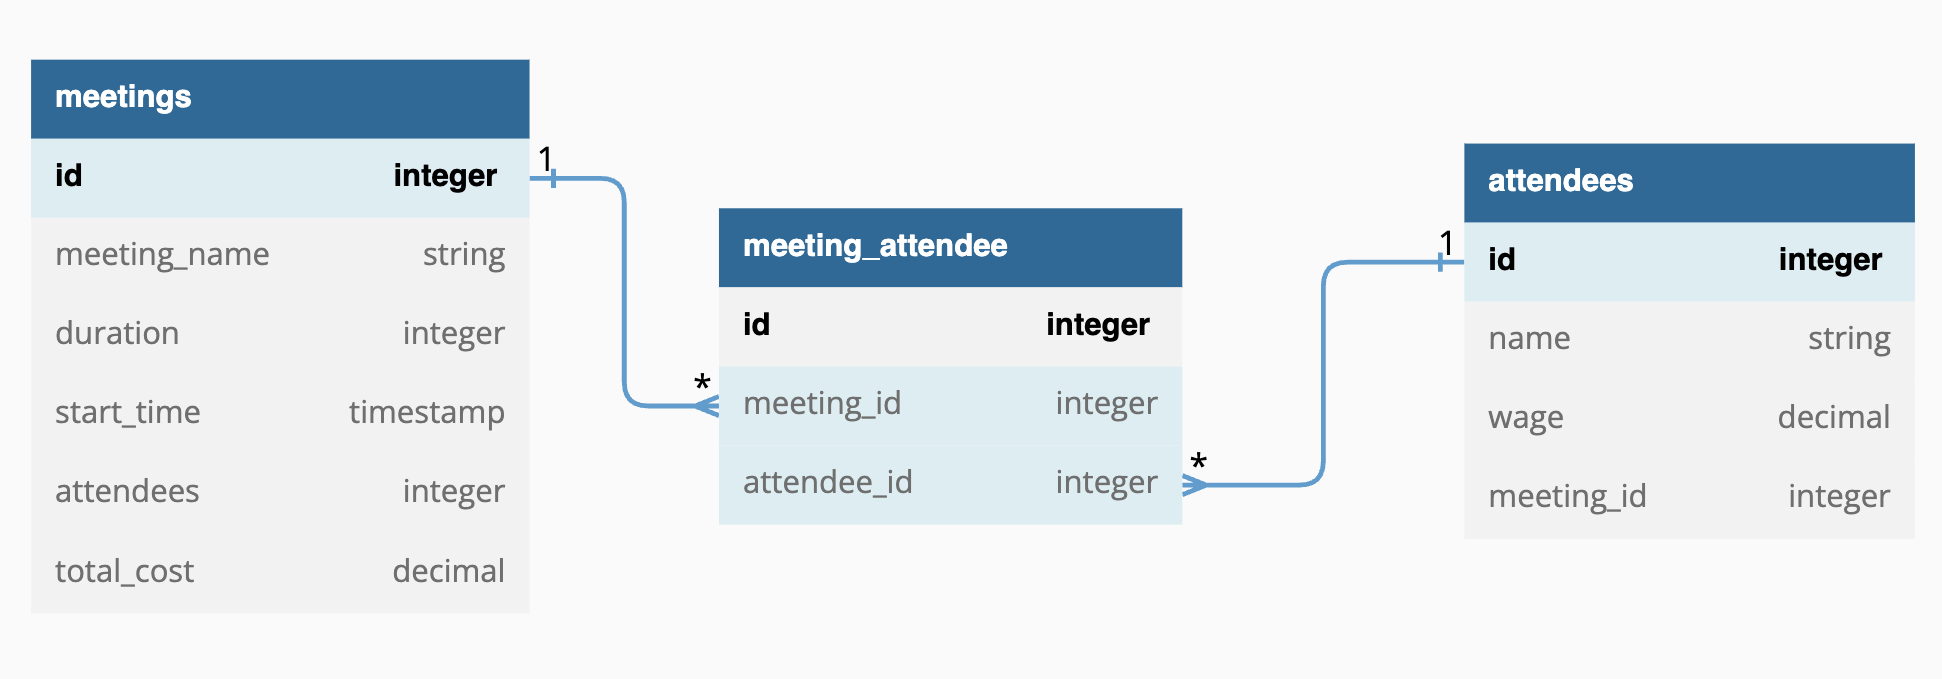 meetings
id integer
meeting_name string
duration integer
start_time timestamp
attendees integer
total_cost decimal
1
*
meeting_attendee
id integer
meeting_id integer
attendee_id integer
*
1
attendees
id integer
name string
wage decimal
meeting_id integer